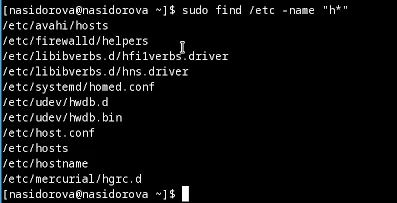 [nasidorova@nasidorova ~]$ sudo find /etc -name "h*"
/etc/avahi/hosts
/etc/firewalld/helpers
/etc/libibverbs.d/hfi1verbs.driver
/etc/libibverbs.d/hns.driver
/etc/systemd/homed.conf
/etc/udev/hwdb.d
/etc/udev/hwdb.bin
/etc/host.conf
/etc/hosts
/etc/hostname
/etc/mercurial/hgrc.d
[nasidorova@nasidorova ~]$